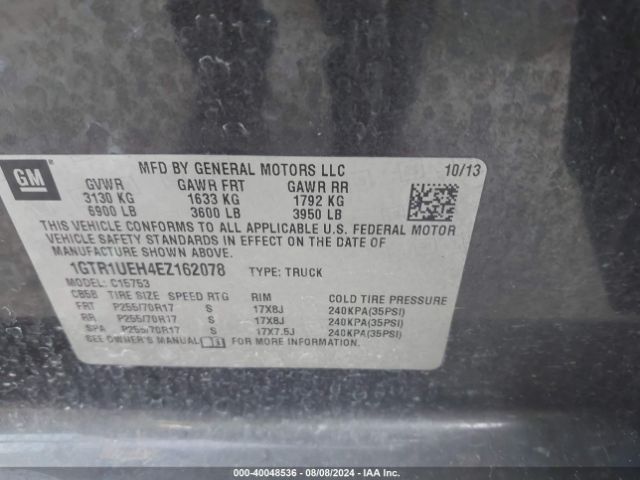 GM
MFD BY GENERAL MOTORS LLC 10/13
GVWR GAWR FRT GAWR RR
3130 KG 1633 KG 1792 KG
6900 LB 3600 LB 3950 LB
THIS VEHICLE CONFORMS TO ALL APPLICABLE U.S. FEDERAL MOTOR
VEHICLE SAFETY STANDARDS IN EFFECT ON THE DATE OF
MANUFACTURE SHOWN ABOVE.
1GTR1UEH4EZ162078 TYPE: TRUCK
MODEL: C15753
CB5B TIRE SIZE SPEED RTG RIM COLD TIRE PRESSURE
FRT P255/70R17 S 17X8J 240KPA(35PSI)
RR P255/70R17 S 17X8J 240KPA(35PSI)
SPA P255/70R17 S 17X7.5J 240KPA(35PSI)
SEE OWNER'S MANUAL FOR MORE INFORMATION.
000-40048536 - 08/08/2024 - IAAI.COM